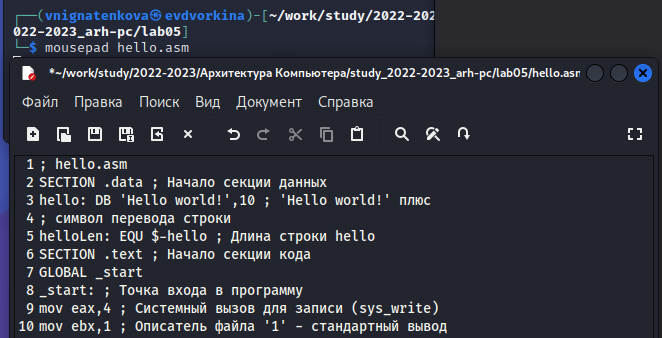 ┌──(vnignatenkova㉿evdvorkina)-[~/work/study/2022-202
022-2023_arh-pc/lab05]
└─$ mousepad hello.asm
*~/work/study/2022-2023/Архитектура Компьютера/study_2022-2023_arh-pc/lab05/hello.asm
Файл Правка Поиск Вид Документ Справка
1 ; hello.asm
2 SECTION .data ; Начало секции данных
3 hello: DB 'Hello world!',10 ; 'Hello world!' плюс
4 ; символ перевода строки
5 helloLen: EQU $-hello ; Длина строки hello
6 SECTION .text ; Начало секции кода
7 GLOBAL _start
8 _start: ; Точка входа в программу
9 mov eax,4 ; Системный вызов для записи (sys_write)
10 mov ebx,1 ; Описатель файла '1' - стандартный вывод